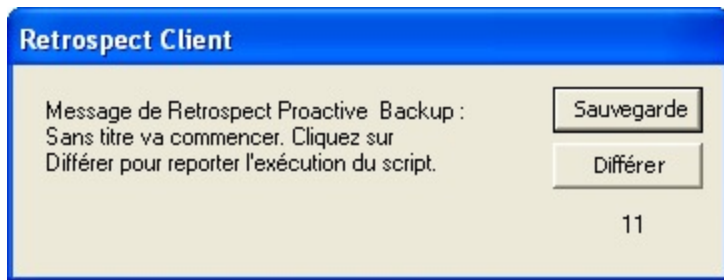 Retrospect Client
Message de Retrospect Proactive Backup :
Sans titre va commencer. Cliquez sur
Différer pour reporter l'exécution du script.
Sauvegarde
Différer
11